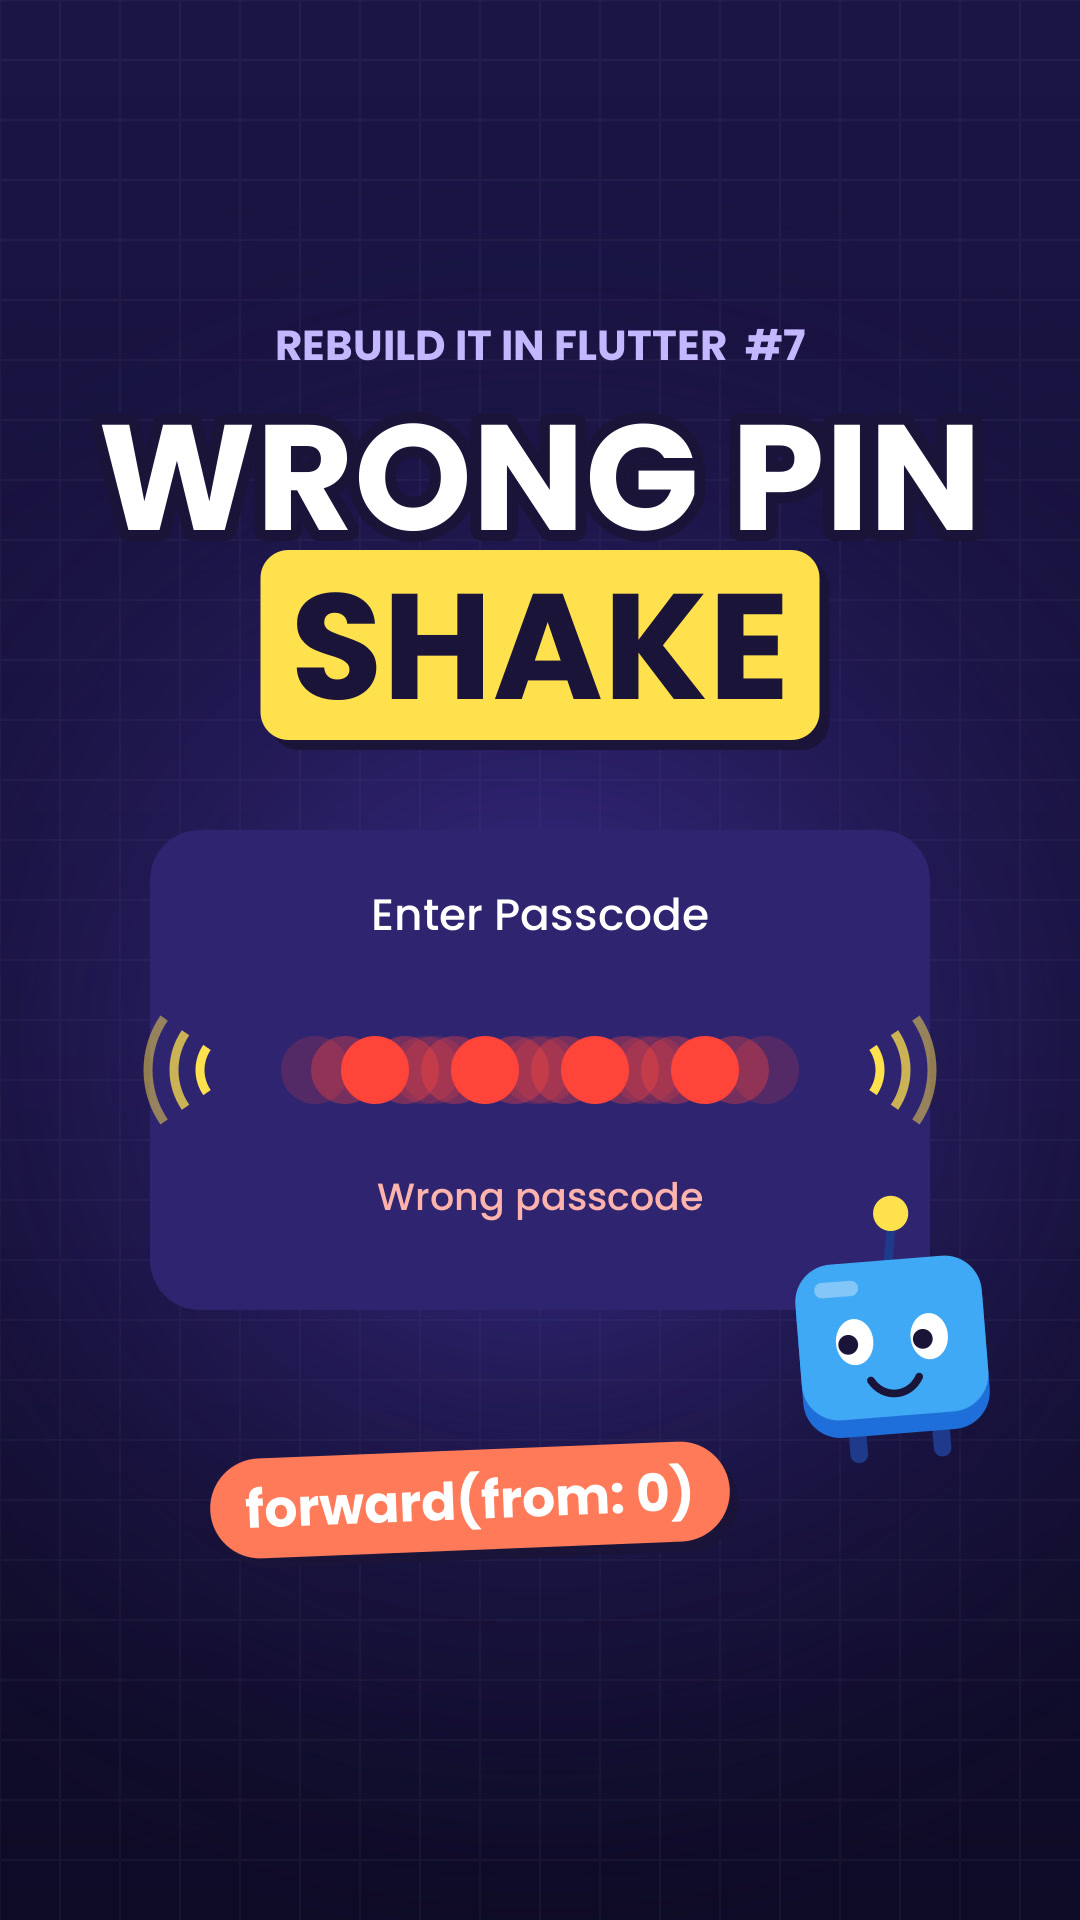 REBUILD IT IN FLUTTER #7
WRONG PIN
SHAKE
Enter Passcode
Wrong passcode
forward(from: 0)